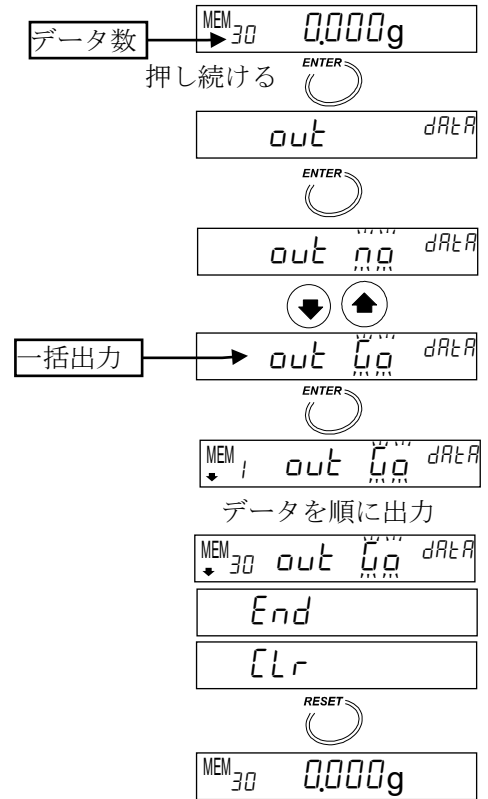 MEM 30 0.000g
データ数
押し続ける
ENTER
out dAtA
ENTER
out no dAtA
一括出力
out Go dAtA
ENTER
MEM 1 out Go dAtA
データを順に出力
MEM 30 out Go dAtA
End
CLr
RESET
MEM 30 0.000g